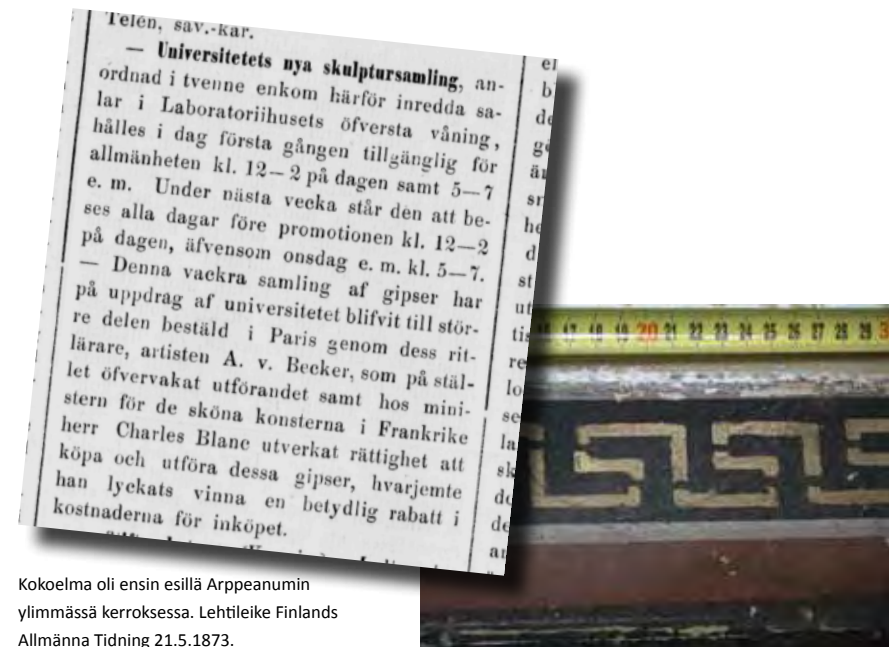 Telén, sav.-kar.
— Universitetets nya skulptursamling, an-
ordnad i tvenne enkom härför inredda sa-
lar i Laboratoriihusets öfversta våning,
hålles i dag första gången tillgänglig för
allmänheten kl. 12—2 på dagen samt 5—7
e. m. Under nästa vecka står den att be-
ses alla dagar före promotionen kl. 12—2
på dagen, äfvensom onsdag e. m. kl. 5—7.
— Denna vackra samling af gipser har
på uppdrag af universitetet blifvit till stör-
re delen bestäld i Paris genom dess rit-
lärare, artisten A. v. Becker, som på stäl-
let öfvervakat utförandet samt hos mini-
stern för de sköna konsterna i Frankrike
herr Charles Blanc utverkat rättighet att
köpa och utföra dessa gipser, hvarjemte
han lyckats vinna en betydlig rabatt i
kostnaderna för inköpet.
17 18 19 20 21 22 23 24 25 26 27 28 29
Kokoelma oli ensin esillä Arppeanumin
ylimmässä kerroksessa. Lehtileike Finlands
Allmänna Tidning 21.5.1873.